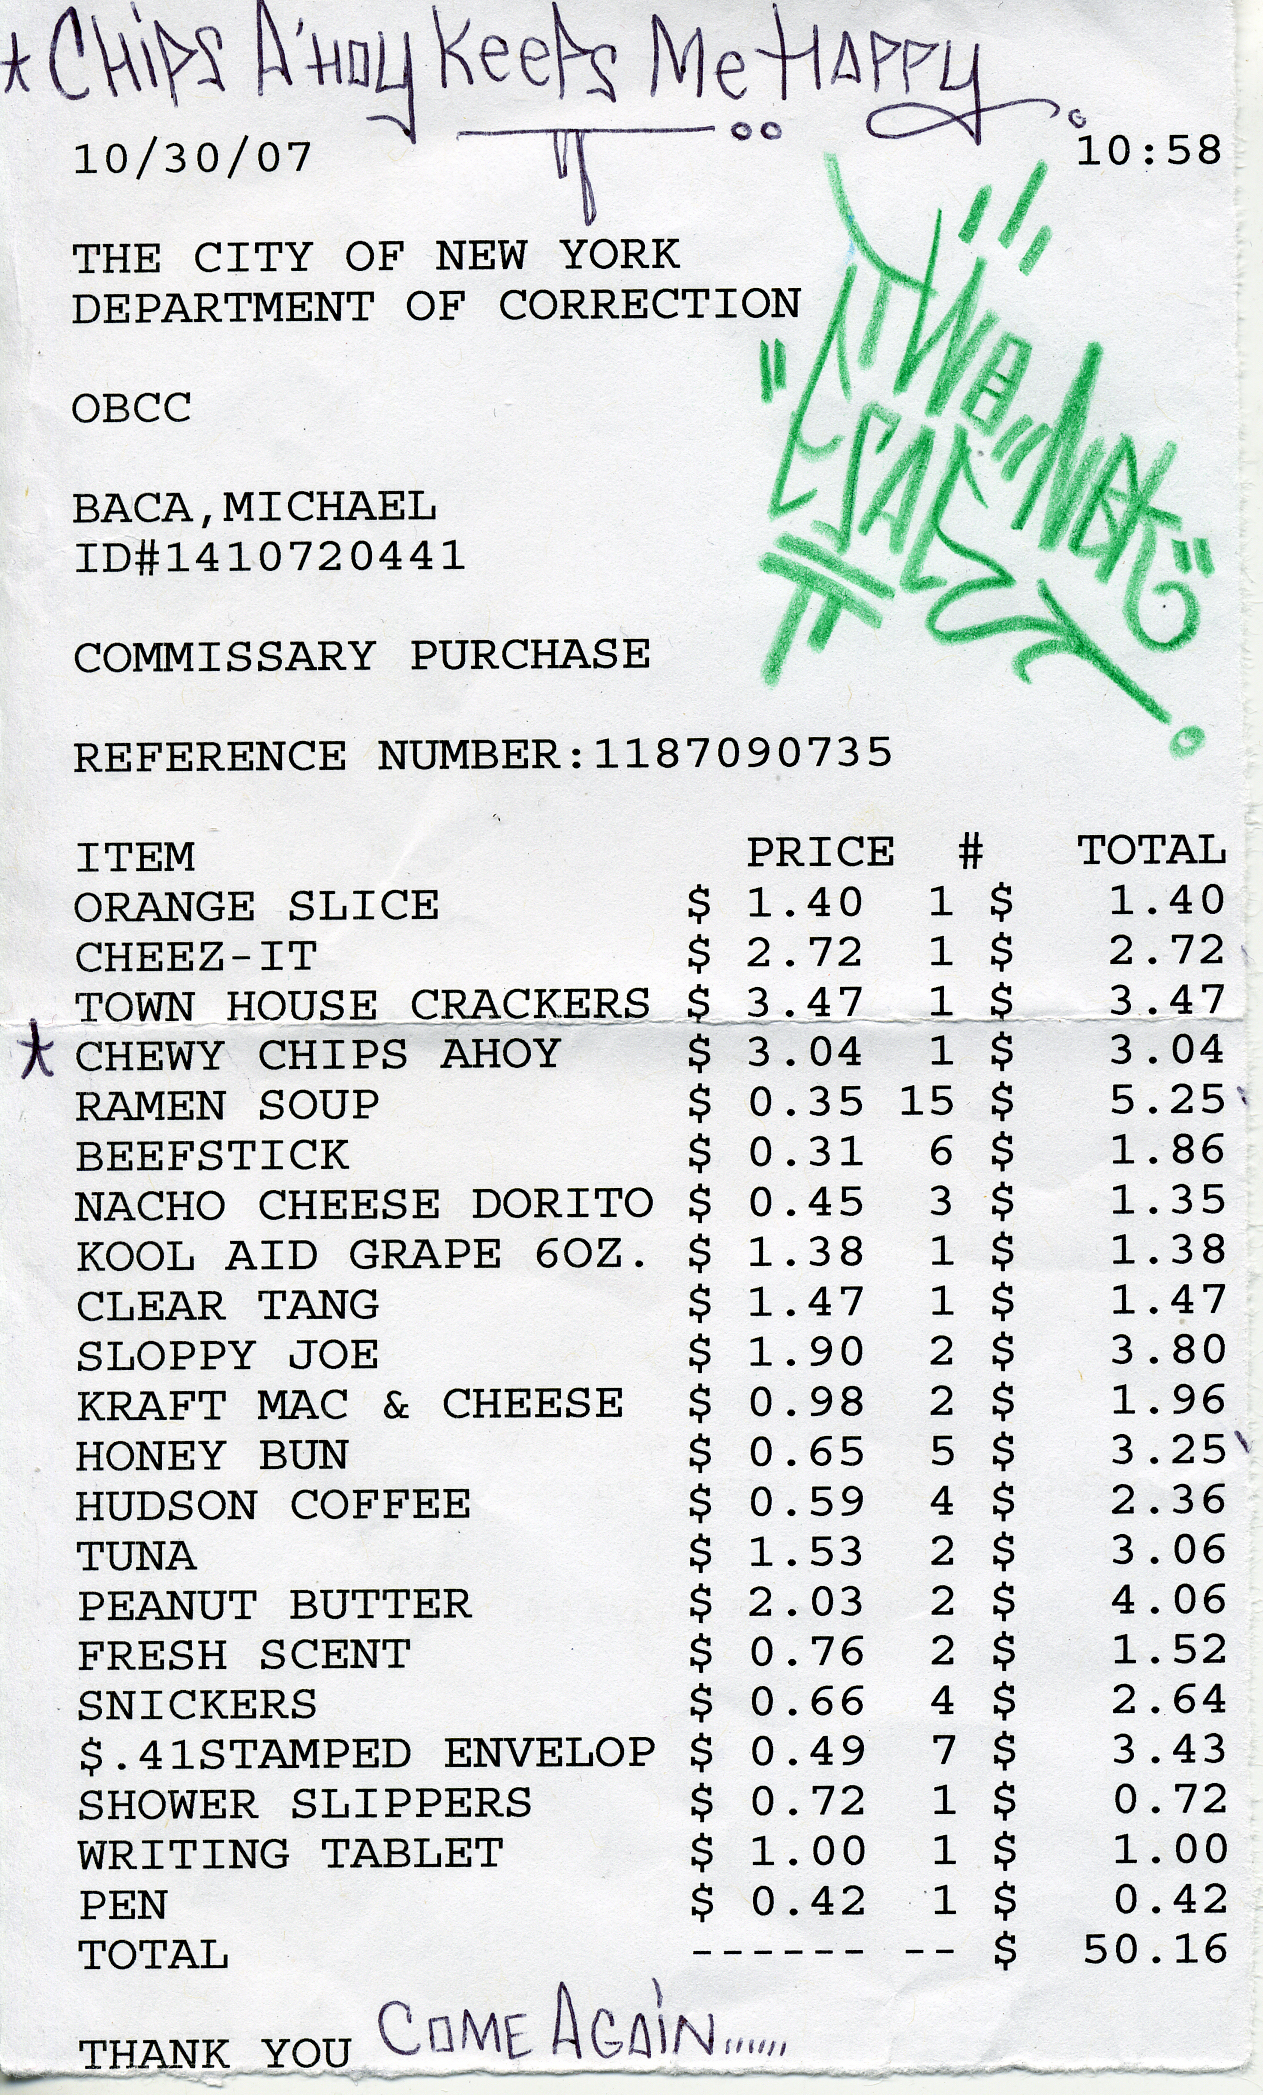 * CHiPS A'HOY KeePS Me HAPPY
10/30/07 10:58
THE CITY OF NEW YORK
DEPARTMENT OF CORRECTION
OBCC
BACA,MICHAEL
ID#1410720441
COMMISSARY PURCHASE
REFERENCE NUMBER:1187090735
ITEM PRICE # TOTAL
ORANGE SLICE $ 1.40 1 $ 1.40
CHEEZ-IT $ 2.72 1 $ 2.72
TOWN HOUSE CRACKERS $ 3.47 1 $ 3.47
* CHEWY CHIPS AHOY $ 3.04 1 $ 3.04
RAMEN SOUP $ 0.35 15 $ 5.25
BEEFSTICK $ 0.31 6 $ 1.86
NACHO CHEESE DORITO $ 0.45 3 $ 1.35
KOOL AID GRAPE 6OZ. $ 1.38 1 $ 1.38
CLEAR TANG $ 1.47 1 $ 1.47
SLOPPY JOE $ 1.90 2 $ 3.80
KRAFT MAC & CHEESE $ 0.98 2 $ 1.96
HONEY BUN $ 0.65 5 $ 3.25
HUDSON COFFEE $ 0.59 4 $ 2.36
TUNA $ 1.53 2 $ 3.06
PEANUT BUTTER $ 2.03 2 $ 4.06
FRESH SCENT $ 0.76 2 $ 1.52
SNICKERS $ 0.66 4 $ 2.64
$.41STAMPED ENVELOP $ 0.49 7 $ 3.43
SHOWER SLIPPERS $ 0.72 1 $ 0.72
WRITING TABLET $ 1.00 1 $ 1.00
PEN $ 0.42 1 $ 0.42
TOTAL ------ -- $ 50.16
THANK YOU COME AGAiN......